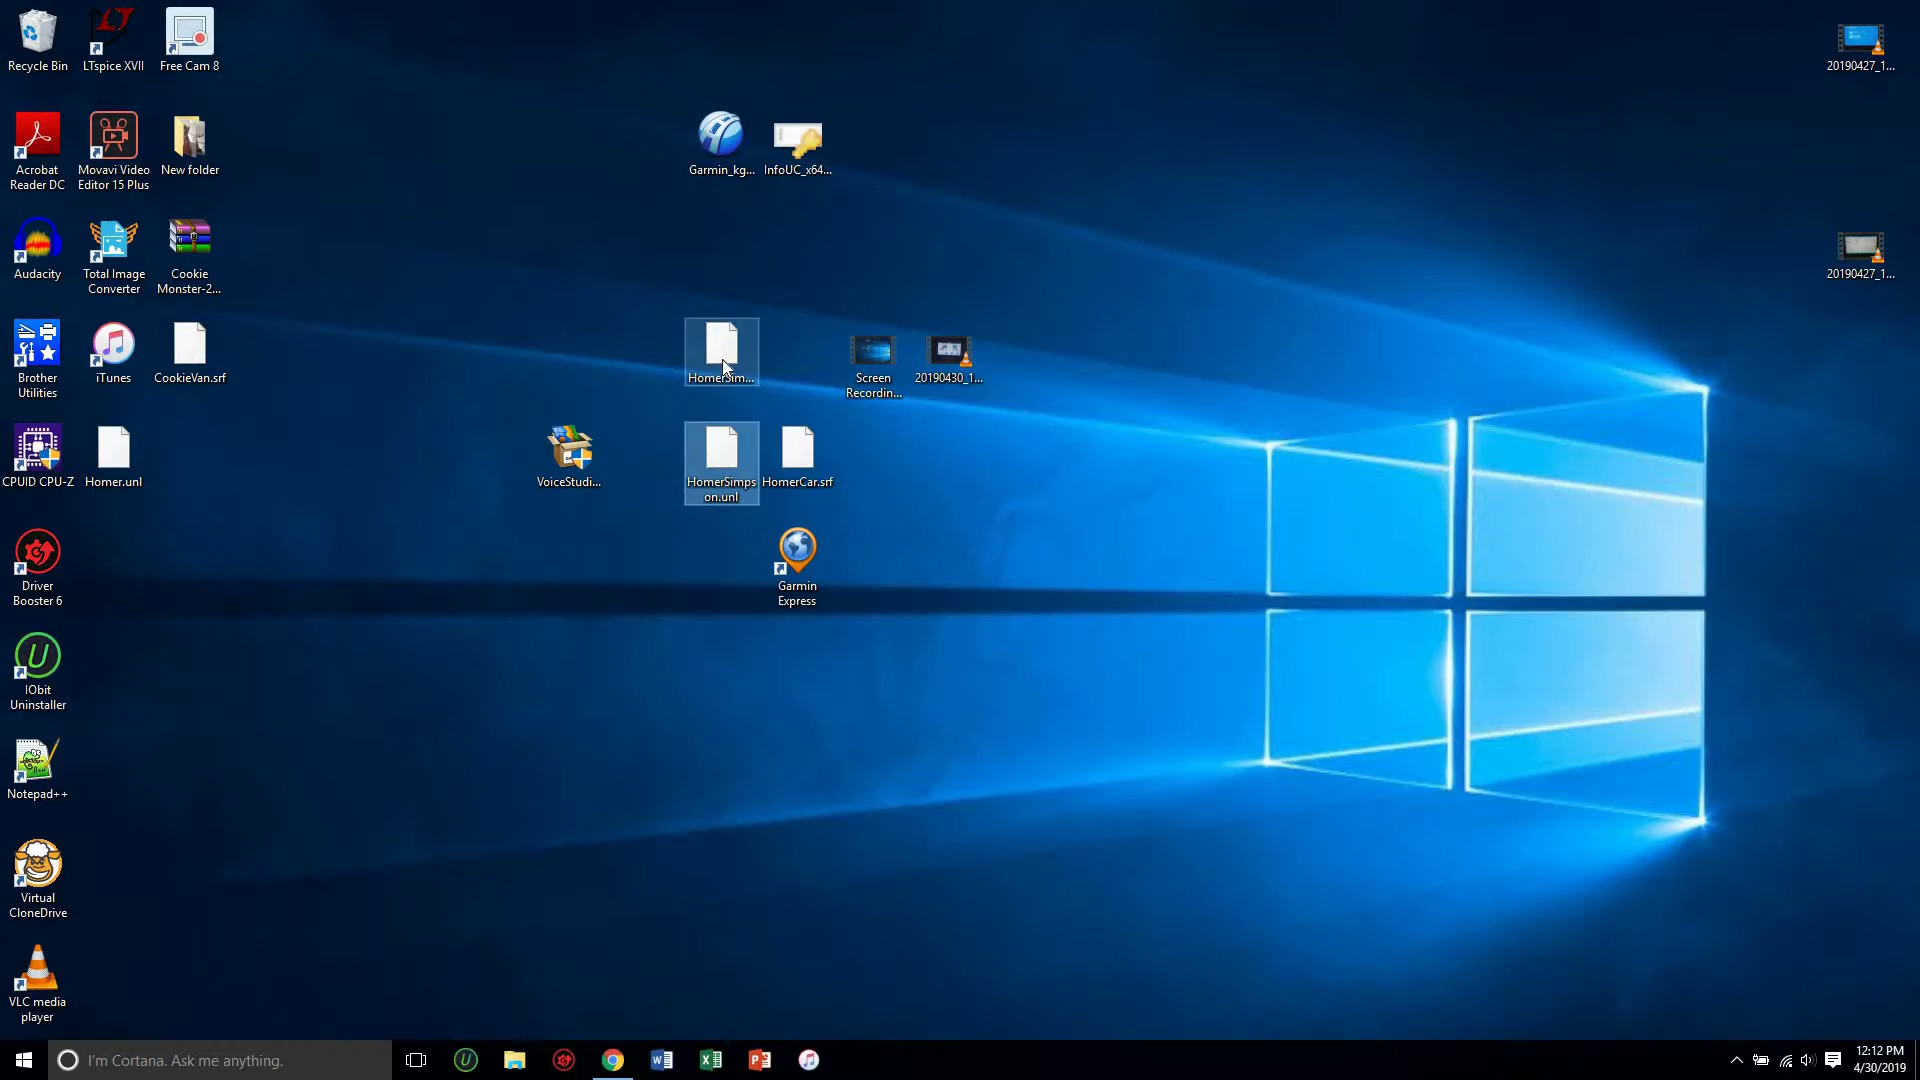 Recycle Bin
LTspice XVII
Free Cam 8
20190427_1...
Acrobat
Reader DC
Movavi Video
Editor 15 Plus
New folder
Garmin_kg...
InfoUC_x64...
Audacity
Total Image
Converter
Cookie
Monster-2...
20190427_1...
Brother
Utilities
iTunes
CookieVan.srf
HomerSim...
Screen
Recordin...
20190430_1...
CPUID CPU-Z
Homer.unl
VoiceStudi...
HomerSimps
on.unl
HomerCar.srf
Driver
Booster 6
Garmin
Express
IObit
Uninstaller
Notepad++
Virtual
CloneDrive
VLC media
player
I'm Cortana. Ask me anything.
12:12 PM
4/30/2019